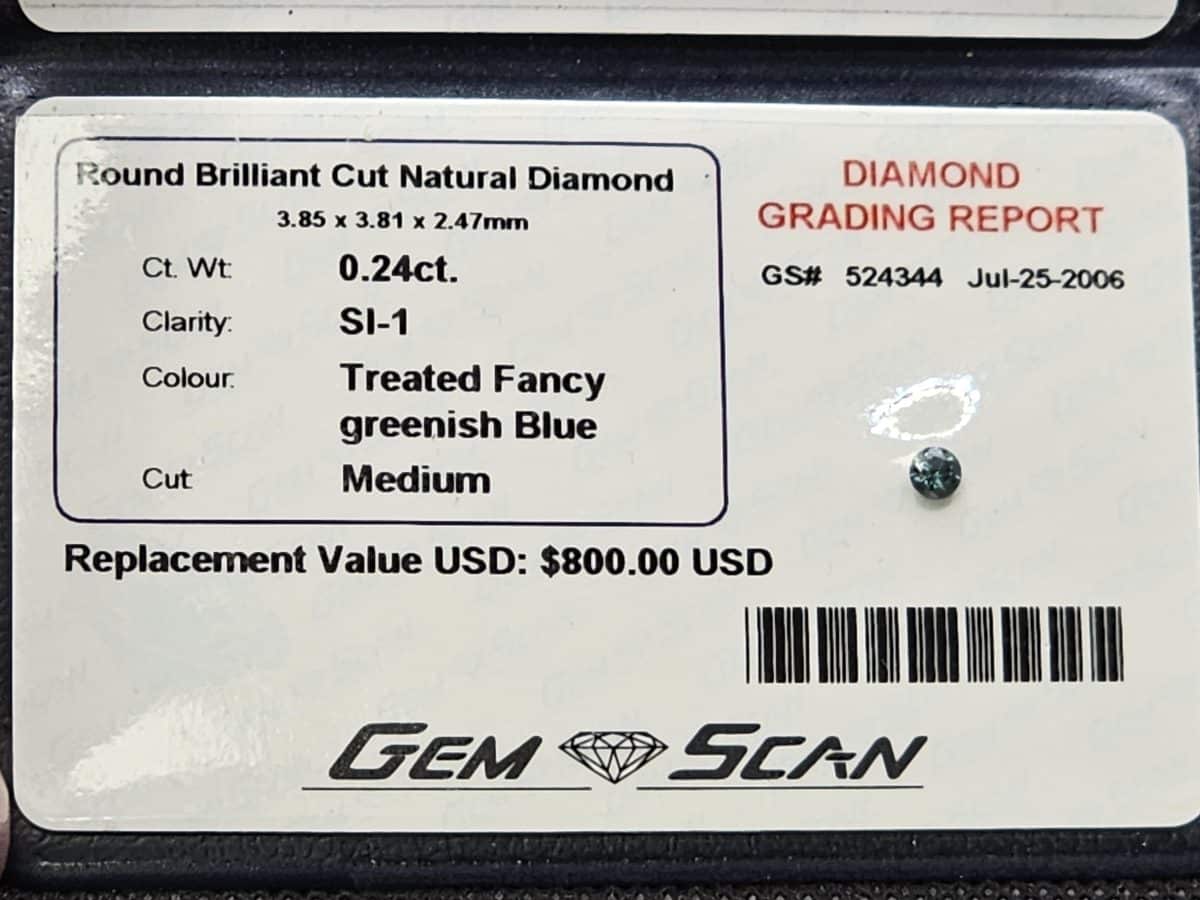 Round Brilliant Cut Natural Diamond
3.85 x 3.81 x 2.47mm
Ct. Wt: 0.24ct.
Clarity: SI-1
Colour: Treated Fancy
greenish Blue
Cut: Medium
Replacement Value USD: $800.00 USD
DIAMOND
GRADING REPORT
GS# 524344 Jul-25-2006
GEM SCAN